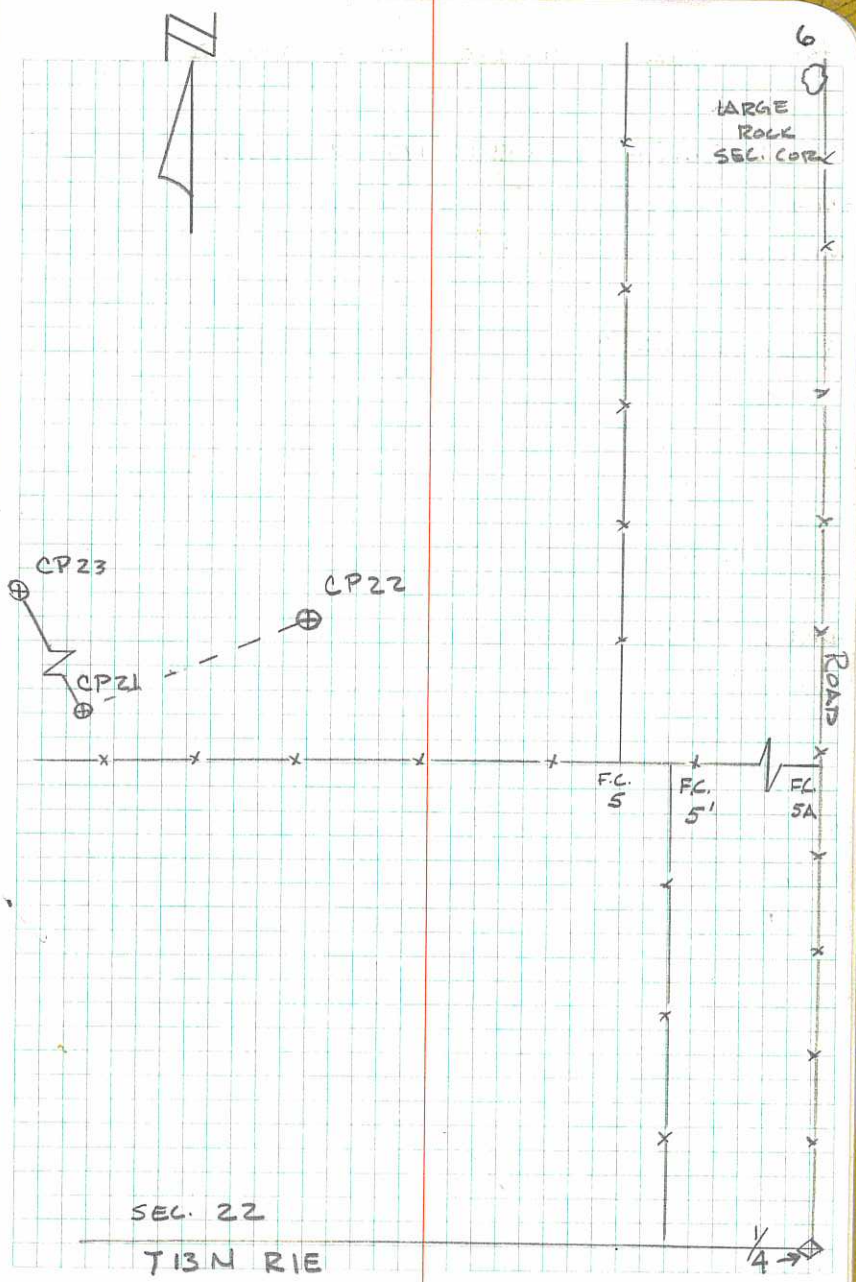 N
6
LARGE
ROCK
SEC. COR
CP23
CP22
CP21
ROAD
F.C.
5
F.C.
5'
F.C.
5A
SEC. 22
T13N R1E
1/4